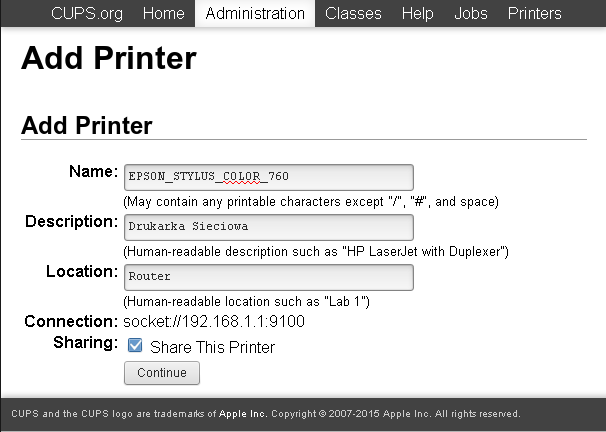 CUPS.org Home Administration Classes Help Jobs Printers
Add Printer
Add Printer
Name: EPSON_STYLUS_COLOR_760
(May contain any printable characters except "/", "#", and space)
Description: Drukarka Sieciowa
(Human-readable description such as "HP LaserJet with Duplexer")
Location: Router
(Human-readable location such as "Lab 1")
Connection: socket://192.168.1.1:9100
Sharing: Share This Printer
Continue
CUPS and the CUPS logo are trademarks of Apple Inc. Copyright © 2007-2015 Apple Inc. All rights reserved.